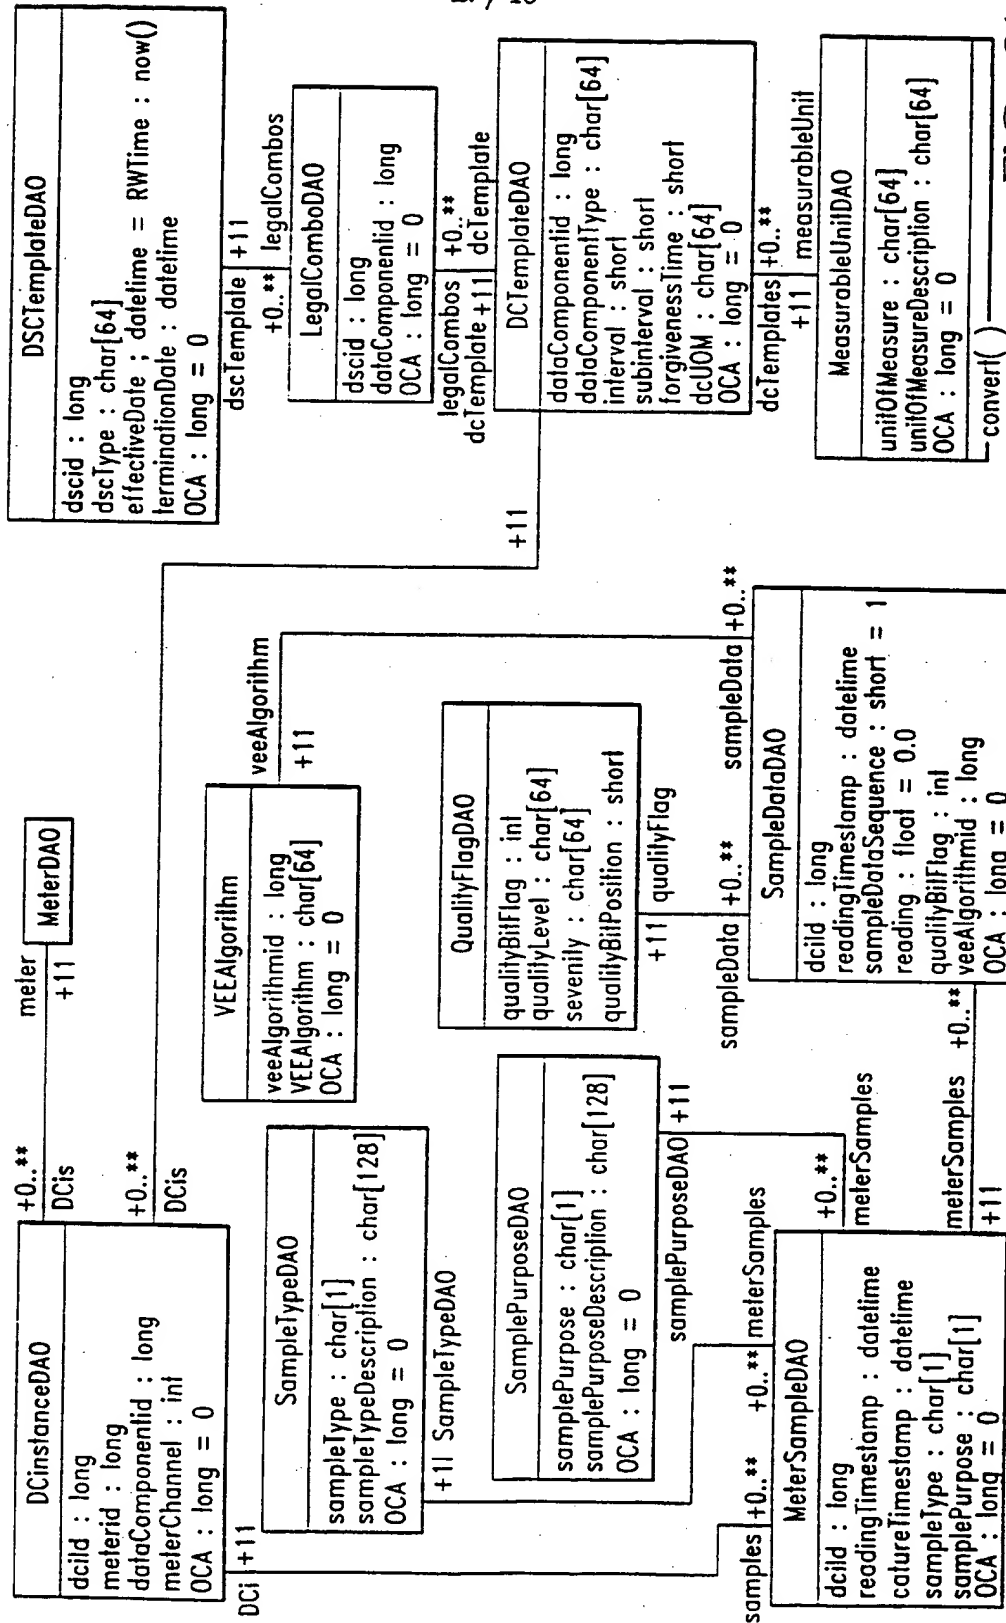 DSCTemplateDAO
dscid : long
dscType : char[64]
effectiveDate ; datetime = RWTime : now()
terminationDate : datetime
OCA : long = 0
dscTemplate +11
+0..** legalCombos
LegalComboDAO
dscid : long
dataComponentid : long
OCA : long = 0
legalCombos +0..**
dcTemplate +11 dcTemplate
DCTemplateDAO
dataComponentid : long
dataComponentType : char[64]
interval : short
subinterval : short
forgivenessTime : short
dcUOM : char[64]
OCA : long = 0
dcTemplates +0..**
+11 measurableUnit
MeasurableUnitDAO
unitOfMeasure : char[64]
unitOfMeasureDescription : char[64]
OCA : long = 0
convert( )
+11
meter
+11
MeterDAO
VEEAlgorithm
veeAlgorithmid : long
VEEAlgorithm : char[64]
OCA : long = 0
veeAlgorithm
+11
QualityFlagDAO
qualityBitFlag : int
qualityLevel : char[64]
sevenily : char[64]
qualityBitPosition : short
+11 qualityFlag
sampleData +0..**
sampleData +0..**
SampleDataDAO
dciId : long
readingTimestamp : datetime
sampleDataSequence : short = 1
reading : float = 0.0
qualityBitFlag : int
veeAlgorithmid : long
OCA : long = 0
DCinstanceDAO
dciId : long
meterid : long
dataComponentid : long
meterChannel : int
OCA : long = 0
+0..**
DCis
+0..**
DCis
DCi +11
SampleTypeDAO
sampleType : char[1]
sampleTypeDescription : char[128]
OCA : long = 0
+11 SampleTypeDAO
SamplePurposeDAO
samplePurpose : char[1]
samplePurposeDescription : char[128]
OCA : long = 0
samplePurposeDAO +11
samples +0..**
+0..** meterSamples
+0..**
meterSamples
meterSamples +0..**
+11
MeterSampleDAO
dciId : long
readingTimestamp : datetime
catureTimestamp : datetime
sampleType : char[1]
samplePurpose : char[1]
OCA : long = 0